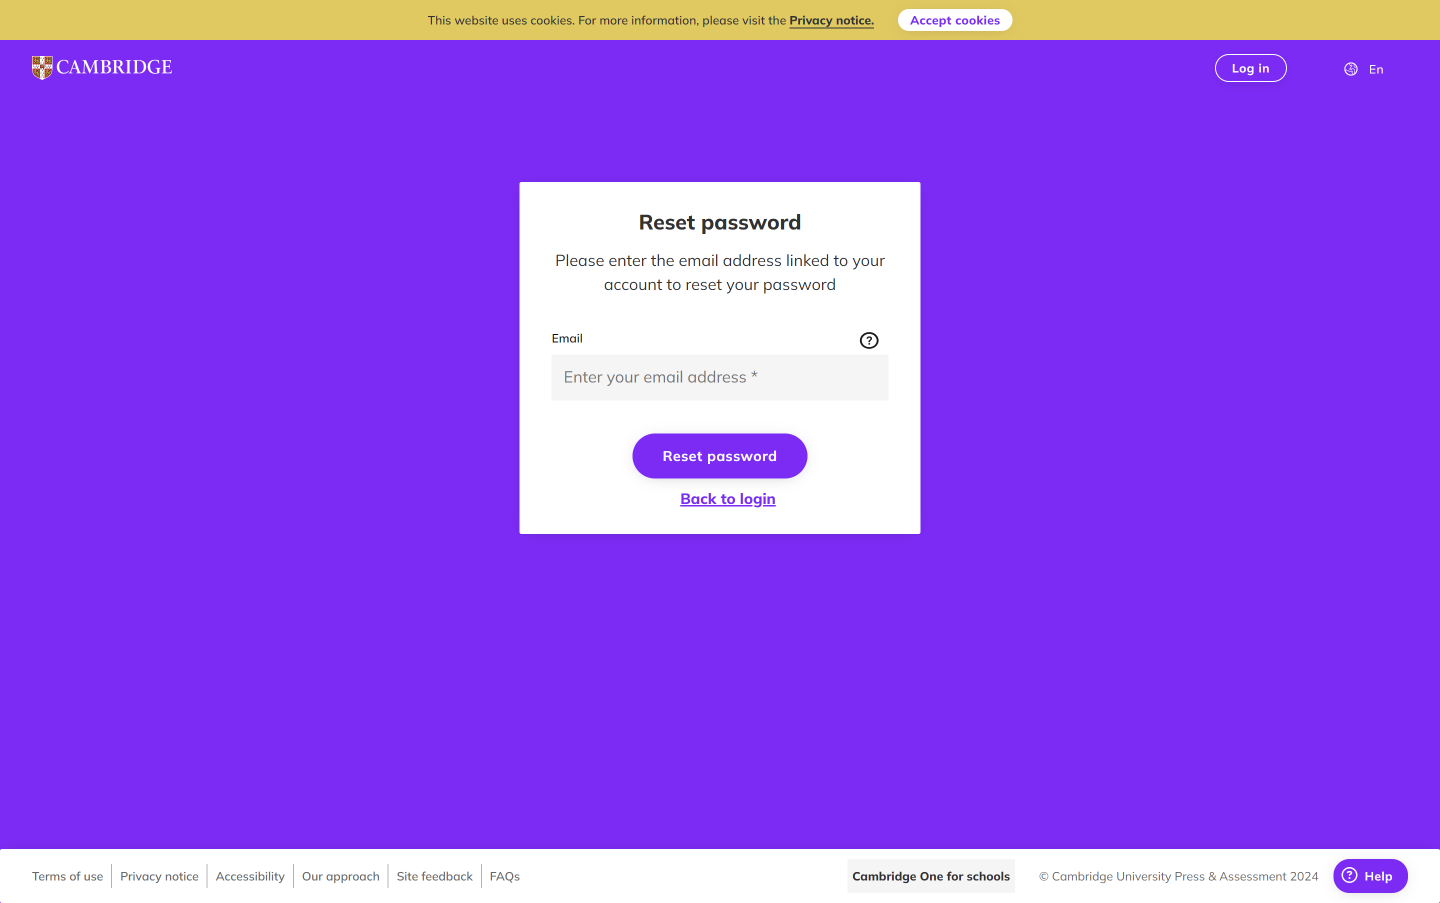 This website uses cookies. For more information, please visit the Privacy notice.
Accept cookies
CAMBRIDGE
Log in
En
Reset password
Please enter the email address linked to your
account to reset your password
Email
?
Enter your email address *
Reset password
Back to login
Terms of use
Privacy notice
Accessibility
Our approach
Site feedback
FAQs
Cambridge One for schools
© Cambridge University Press & Assessment 2024
? Help